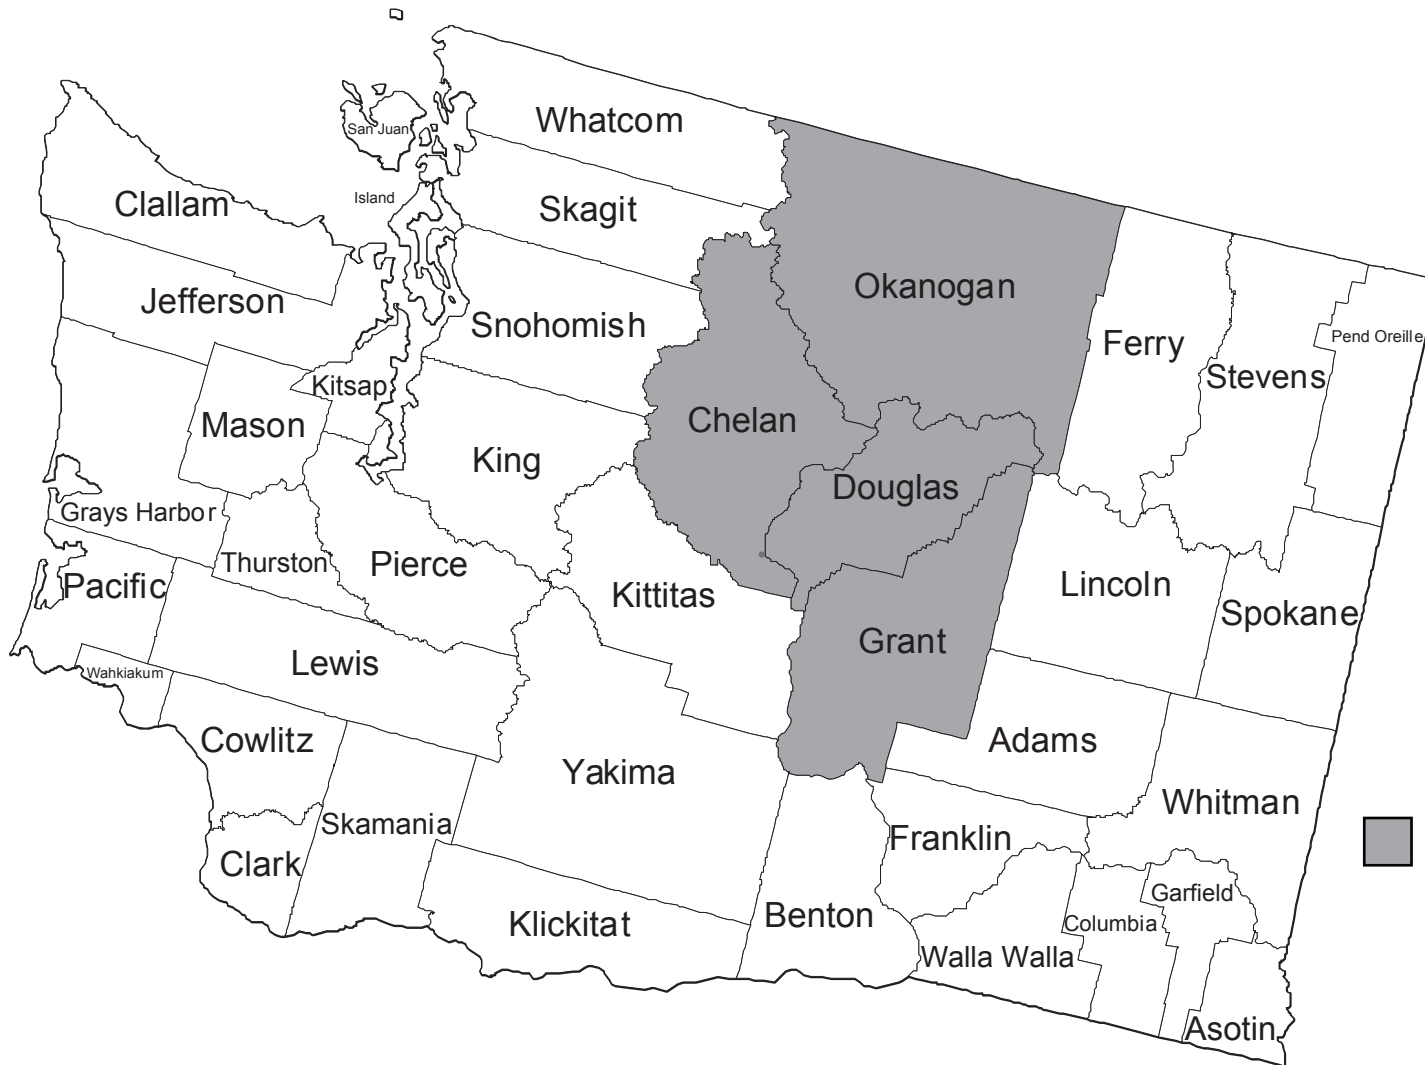 Whatcom
San Juan
Island
Clallam
Skagit
Okanogan
Jefferson
Snohomish
Ferry
Pend Oreille
Stevens
Kitsap
Chelan
Mason
King
Douglas
Grays Harbor
Thurston
Pierce
Pacific
Kittitas
Lincoln
Spokane
Grant
Lewis
Wahkiakum
Cowlitz
Adams
Yakima
Whitman
Skamania
Franklin
Clark
Garfield
Klickitat
Benton
Columbia
Walla Walla
Asotin